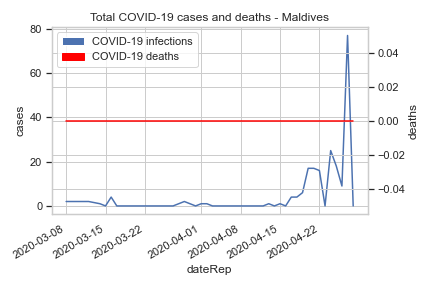 Total COVID-19 cases and deaths - Maldives
COVID-19 infections
COVID-19 deaths
80
60
40
20
0
cases
0.04
0.02
0.00
−0.02
−0.04
deaths
2020-03-08
2020-03-15
2020-03-22
2020-04-01
2020-04-08
2020-04-15
2020-04-22
dateRep